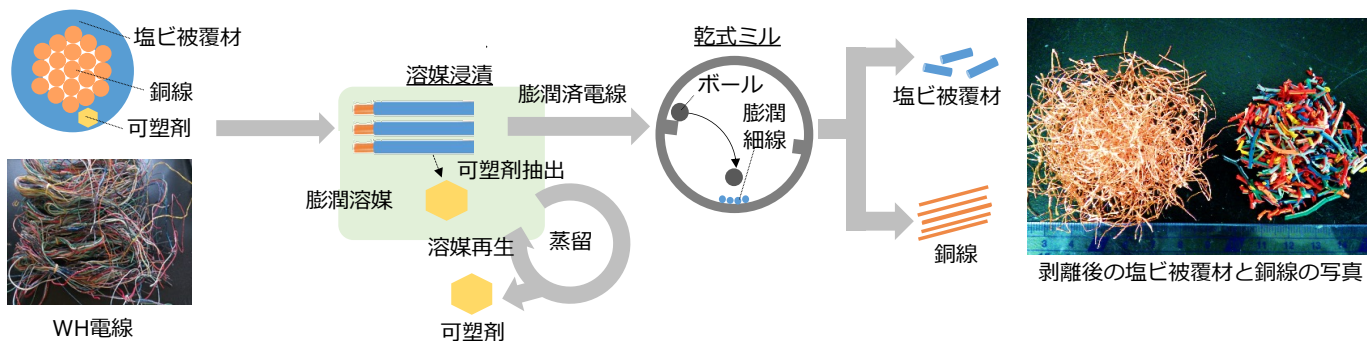 塩ビ被覆材
銅線
可塑剤
WH電線
溶媒浸漬
可塑剤抽出
膨潤溶媒
溶媒再生
蒸留
可塑剤
膨潤済電線
乾式ミル
ボール
膨潤
細線
塩ビ被覆材
銅線
剥離後の塩ビ被覆材と銅線の写真